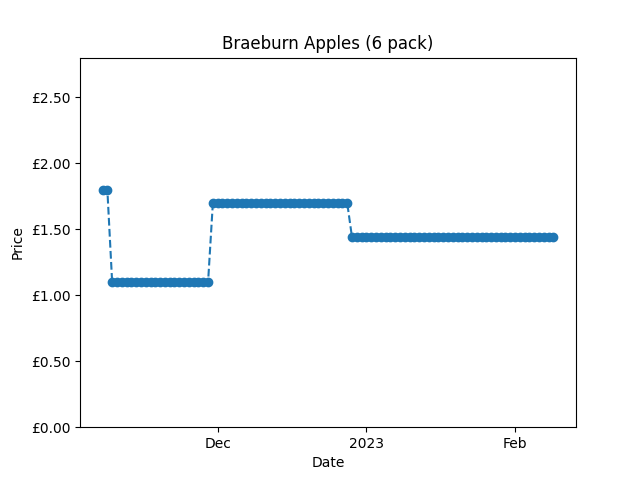 Braeburn Apples (6 pack)
£2.50
£2.00
£1.50
£1.00
£0.50
£0.00
Price
Dec
2023
Feb
Date